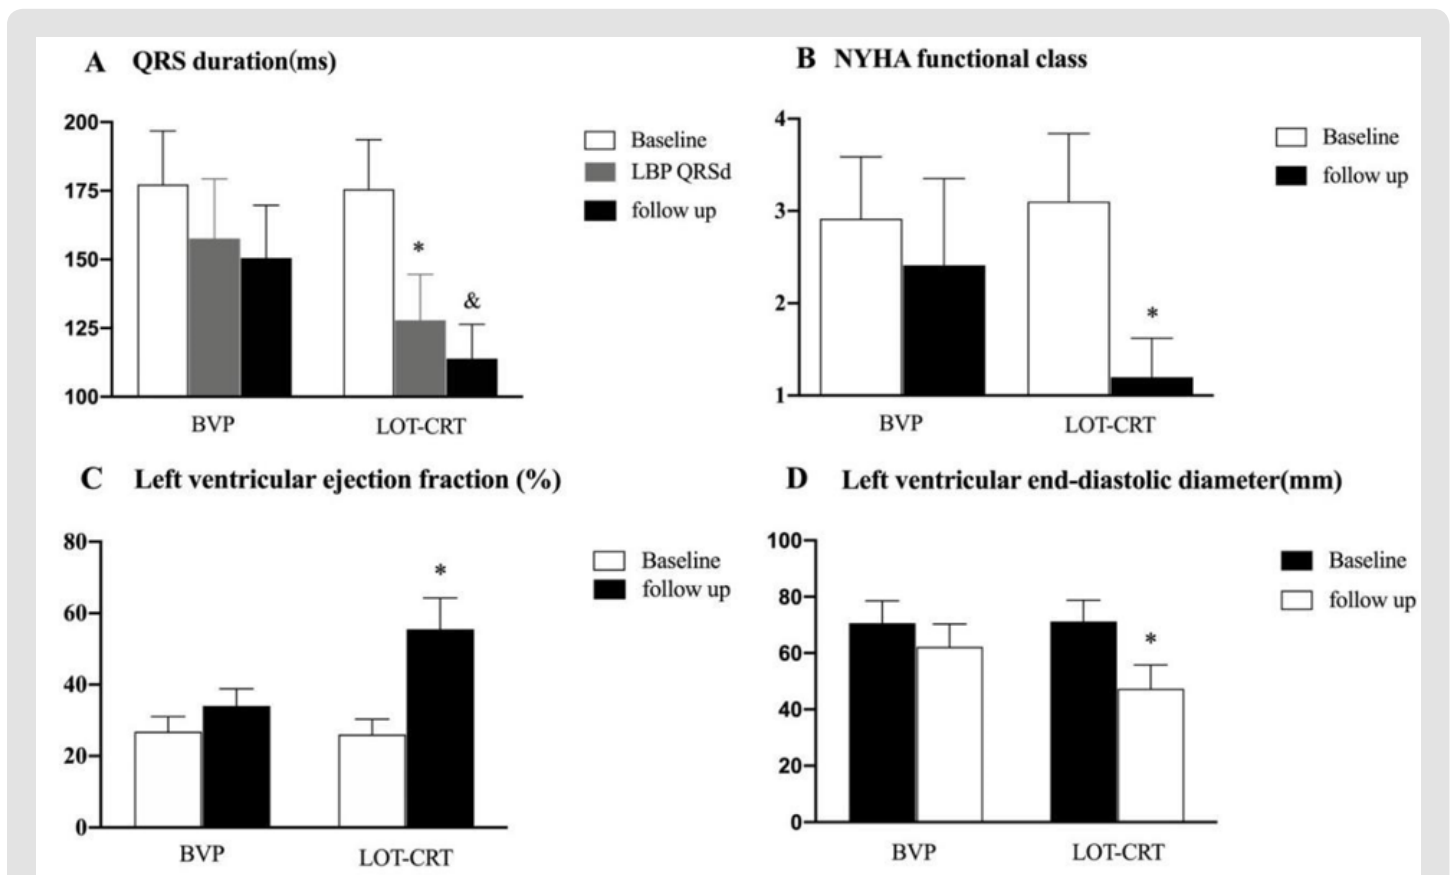 A QRS duration(ms)
200
175
150
125
100
*
&
BVP
LOT-CRT
Baseline
LBP QRSd
follow up
B NYHA functional class
4
3
2
1
*
BVP
LOT-CRT
Baseline
follow up
C Left ventricular ejection fraction (%)
80
60
40
20
0
*
BVP
LOT-CRT
Baseline
follow up
D Left ventricular end-diastolic diameter(mm)
100
80
60
40
20
0
*
BVP
LOT-CRT
Baseline
follow up